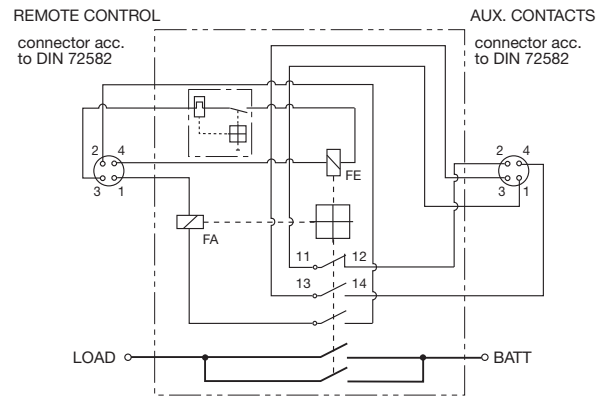 REMOTE CONTROL
connector acc.
to DIN 72582
AUX. CONTACTS
connector acc.
to DIN 72582
2 4
3 1
FE
FA
2 4
3 1
11 12
13 14
LOAD
BATT